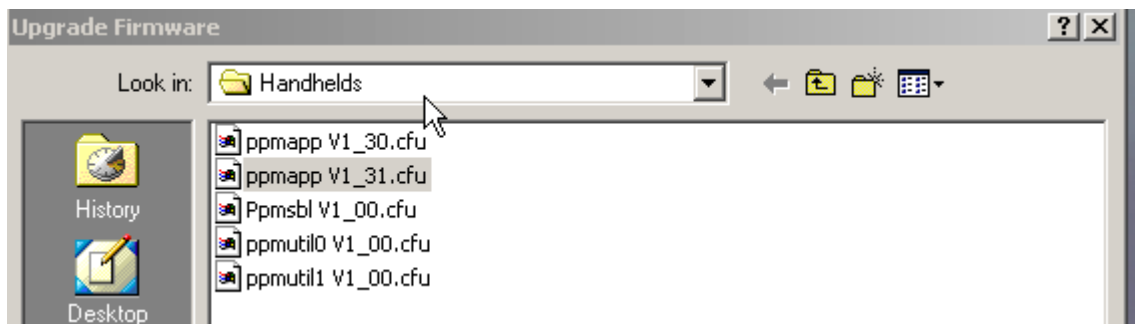 Upgrade Firmware
Look in: Handhelds
ppmapp V1_30.cfu
ppmapp V1_31.cfu
Ppmsbl V1_00.cfu
ppmutil0 V1_00.cfu
ppmutil1 V1_00.cfu
History
Desktop